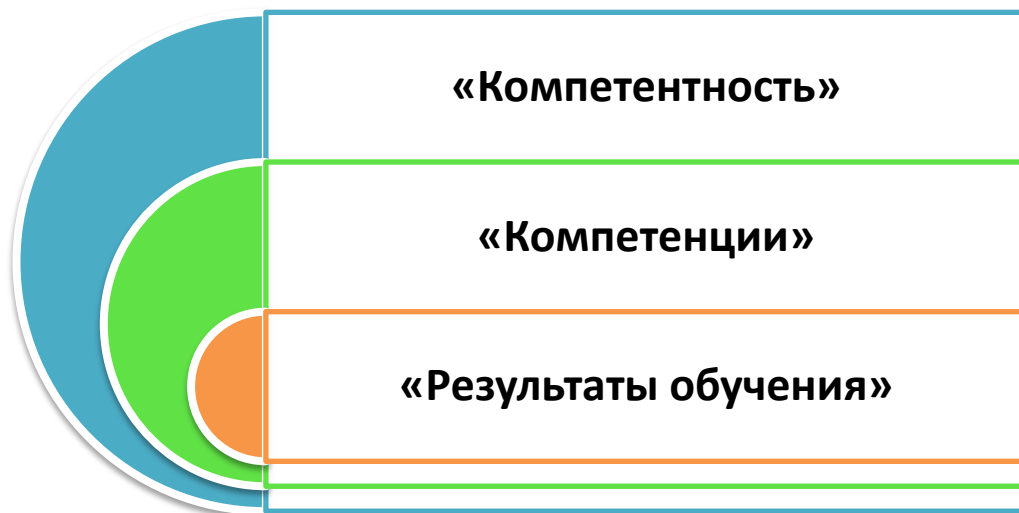 «Компетентность»
«Компетенции»
«Результаты обучения»